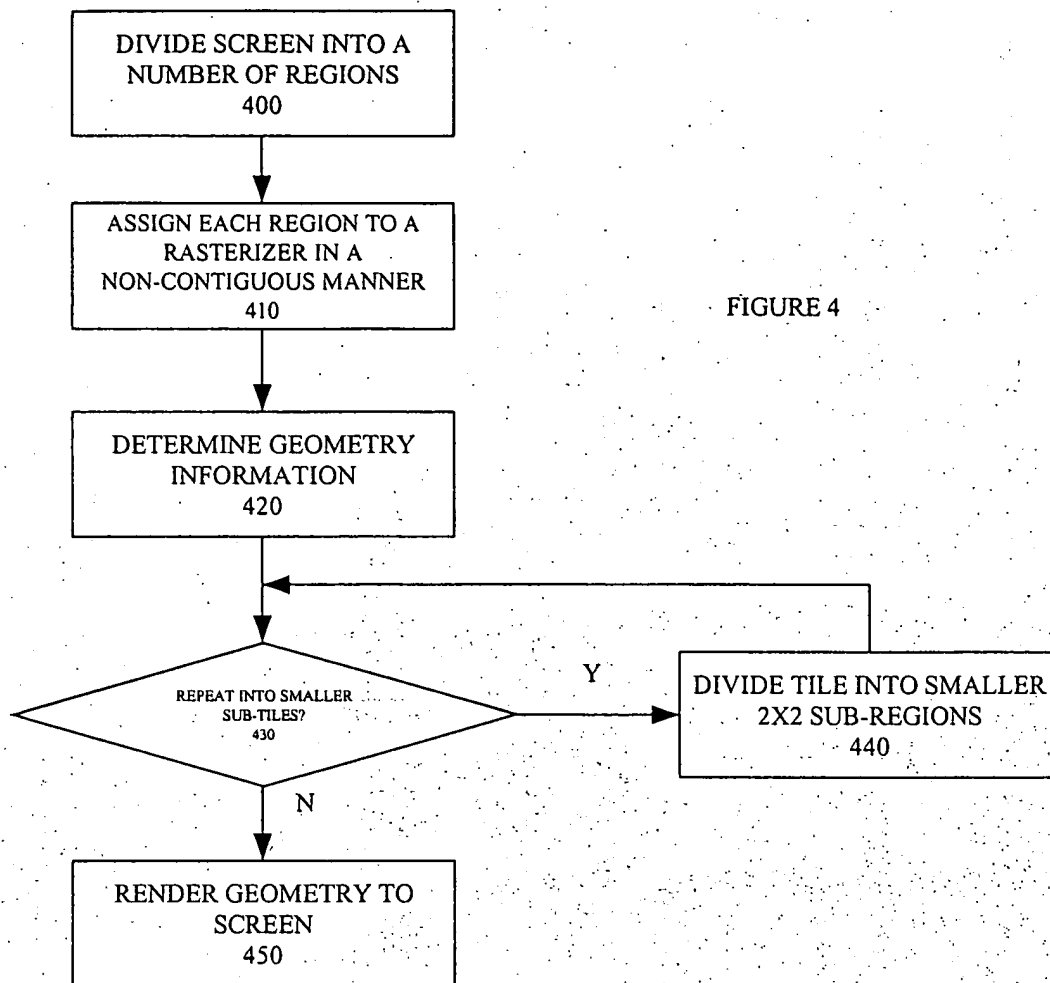 DIVIDE SCREEN INTO A
NUMBER OF REGIONS
400
ASSIGN EACH REGION TO A
RASTERIZER IN A
NON-CONTIGUOUS MANNER
410
FIGURE 4
DETERMINE GEOMETRY
INFORMATION
420
REPEAT INTO SMALLER
SUB-TILES?
430
Y
DIVIDE TILE INTO SMALLER
2X2 SUB-REGIONS
440
N
RENDER GEOMETRY TO
SCREEN
450